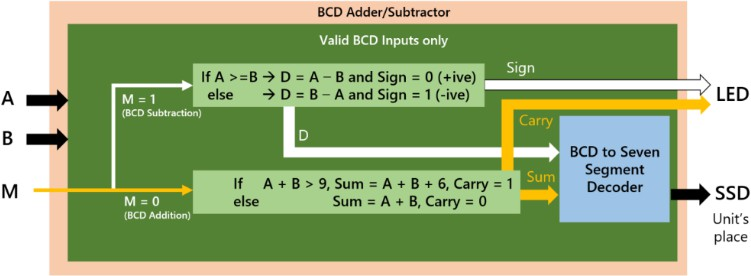 BCD Adder/Subtractor
Valid BCD Inputs only
If A >=B → D = A – B and Sign = 0 (+ive)
else → D = B – A and Sign = 1 (-ive)
Sign
A
M = 1
(BCD Subtraction)
LED
B
D
Carry
BCD to Seven
Segment
Decoder
M
If A + B > 9, Sum = A + B + 6, Carry = 1
else Sum = A + B, Carry = 0
Sum
M = 0
(BCD Addition)
SSD
Unit's
place